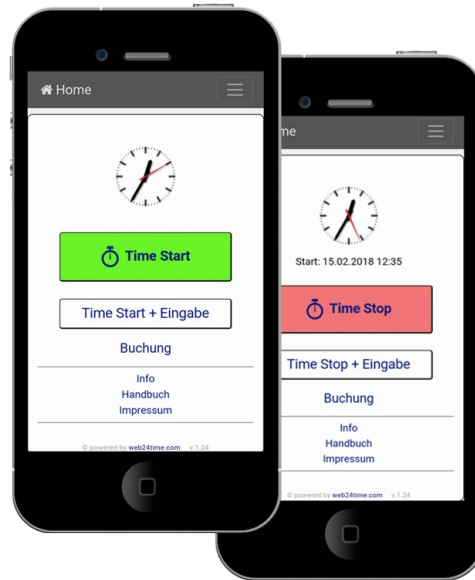 Home
Time Start
Time Start + Eingabe
Buchung
Info
Handbuch
Impressum
© powered by web24time.com v.1.24
me
Start: 15.02.2018 12:35
Time Stop
Time Stop + Eingabe
Buchung
Info
Handbuch
Impressum
© powered by web24time.com v.1.24